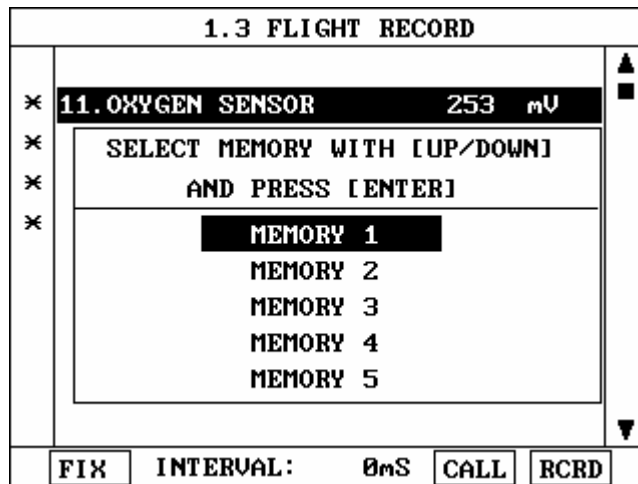 1.3 FLIGHT RECORD
* 11.OXYGEN SENSOR 253 mV
* SELECT MEMORY WITH [UP/DOWN]
* AND PRESS [ENTER]
* MEMORY 1
MEMORY 2
MEMORY 3
MEMORY 4
MEMORY 5
FIX INTERVAL: 0mS CALL RCRD